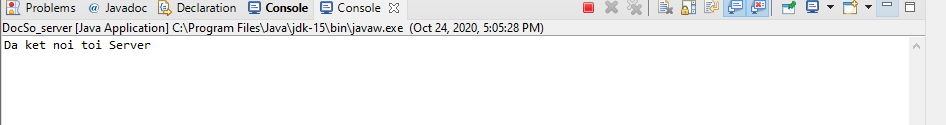 Problems @ Javadoc Declaration Console Console
DocSo_server [Java Application] C:\Program Files\Java\jdk-15\bin\javaw.exe (Oct 24, 2020, 5:05:28 PM)
Da ket noi toi Server